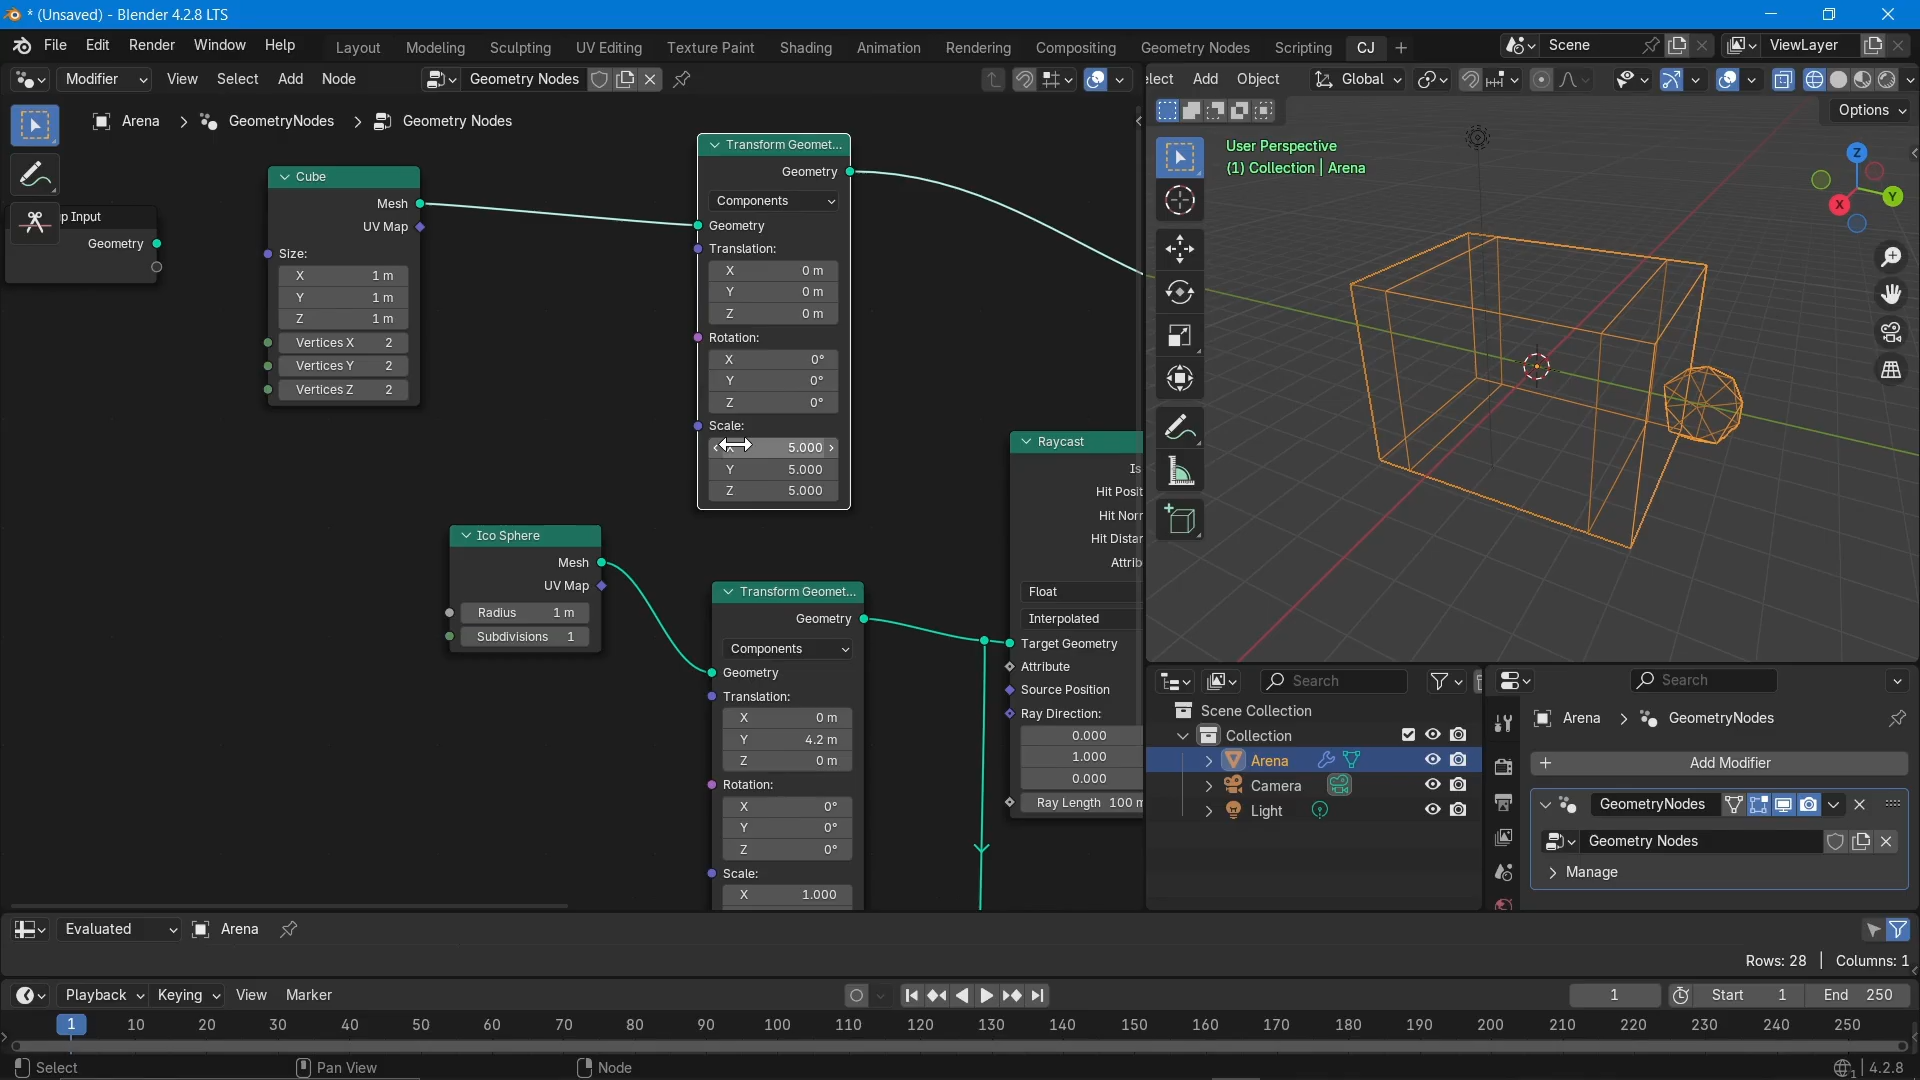 * (Unsaved) - Blender 4.2.8 LTS
File Edit Render Window Help
Layout Modeling Sculpting UV Editing Texture Paint Shading Animation Rendering Compositing Geometry Nodes Scripting CJ
Scene
ViewLayer
Modifier View Select Add Node
Geometry Nodes
elect Add Object
Global
Options
Arena > GeometryNodes > Geometry Nodes
p Input
Geometry
Cube
Mesh
UV Map
Size:
X 1 m
Y 1 m
Z 1 m
Vertices X 2
Vertices Y 2
Vertices Z 2
Transform Geomet...
Geometry
Components
Geometry
Translation:
X 0 m
Y 0 m
Z 0 m
Rotation:
X 0°
Y 0°
Z 0°
Scale:
5.000
Y 5.000
Z 5.000
Ico Sphere
Mesh
UV Map
Radius 1 m
Subdivisions 1
Transform Geomet...
Geometry
Components
Geometry
Translation:
X 0 m
Y 4.2 m
Z 0 m
Rotation:
X 0°
Y 0°
Z 0°
Scale:
X 1.000
Raycast
Is
Hit Posit
Hit Nor
Hit Distar
Attrib
Float
Interpolated
Target Geometry
Attribute
Source Position
Ray Direction:
0.000
1.000
0.000
Ray Length 100 m
User Perspective
(1) Collection | Arena
Z
Y
X
Search
Scene Collection
Collection
Arena
Camera
Light
Search
Arena > GeometryNodes
+ Add Modifier
GeometryNodes
Geometry Nodes
Manage
Evaluated Arena
Rows: 28 | Columns: 1
Playback Keying View Marker
1 Start 1 End 250
1 10 20 30 40 50 60 70 80 90 100 110 120 130 140 150 160 170 180 190 200 210 220 230 240 250
Select Pan View Node
1 4.2.8